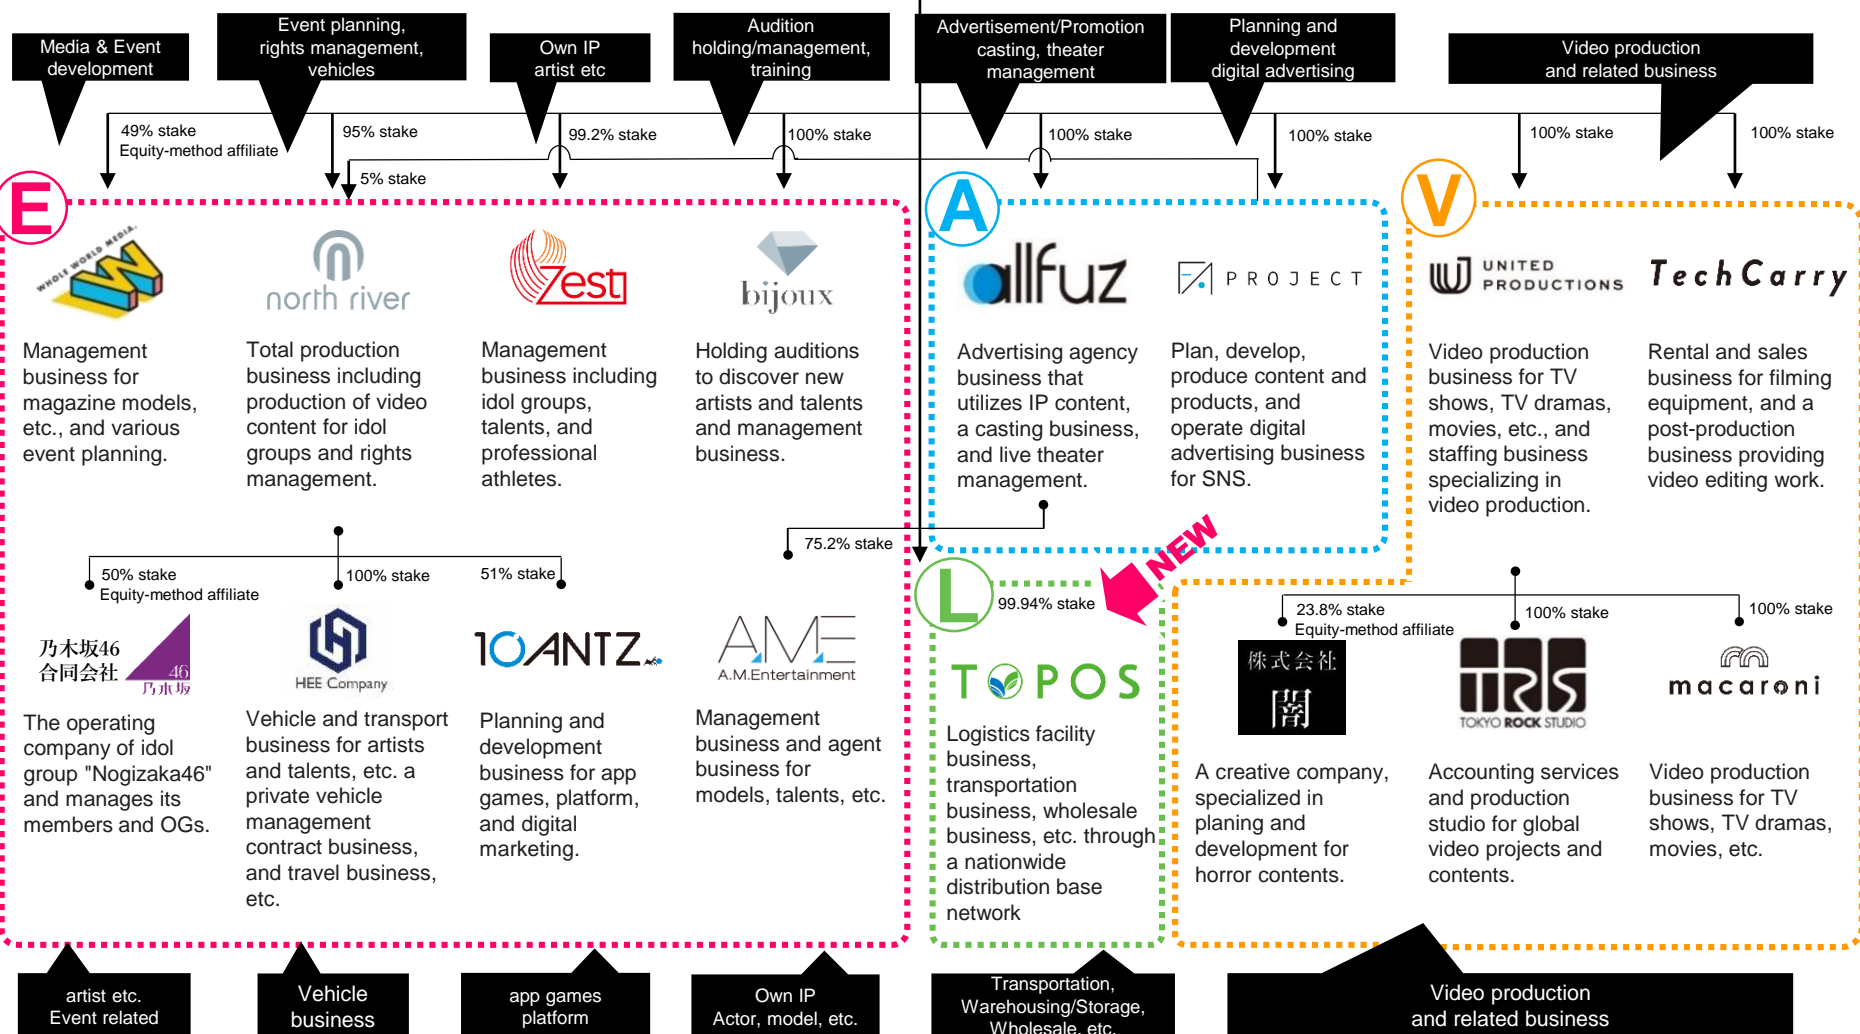 Media & Event
development
Event planning,
rights management,
vehicles
Own IP
artist etc
Audition
holding/management,
training
Advertisement/Promotion
casting, theater
management
Planning and
development
digital advertising
Video production
and related business
49% stake
Equity-method affiliate
95% stake
5% stake
99.2% stake
100% stake
100% stake
100% stake
100% stake
100% stake
E
A
V
WHOLE WORLD MEDIA.
W
north river
Zest
bijoux
allfuz
FA PROJECT
UNITED
PRODUCTIONS
TechCarry
Management
business for
magazine models,
etc., and various
event planning.
Total production
business including
production of video
content for idol
groups and rights
management.
Management
business including
idol groups,
talents, and
professional
athletes.
Holding auditions
to discover new
artists and talents
and management
business.
Advertising agency
business that
utilizes IP content,
a casting business,
and live theater
management.
Plan, develop,
produce content and
products, and
operate digital
advertising business
for SNS.
Video production
business for TV
shows, TV dramas,
movies, etc., and
staffing business
specializing in
video production.
Rental and sales
business for filming
equipment, and a
post-production
business providing
video editing work.
50% stake
Equity-method affiliate
100% stake
51% stake
75.2% stake
L
NEW
99.94% stake
23.8% stake
Equity-method affiliate
100% stake
100% stake
乃木坂46
合同会社
46
乃木坂
HEE Company
10ANTZ
A.M.E
A.M.Entertainment
TOPOS
株式会社
闇
TRS
TOKYO ROCK STUDIO
macaroni
The operating
company of idol
group "Nogizaka46"
and manages its
members and OGs.
Vehicle and transport
business for artists
and talents, etc. a
private vehicle
management
contract business,
and travel business,
etc.
Planning and
development
business for app
games, platform,
and digital
marketing.
Management
business and agent
business for
models, talents, etc.
Logistics facility
business,
transportation
business, wholesale
business, etc. through
a nationwide
distribution base
network
A creative company,
specialized in
planing and
development for
horror contents.
Accounting services
and production
studio for global
video projects and
contents.
Video production
business for TV
shows, TV dramas,
movies, etc.
artist etc.
Event related
Vehicle
business
app games
platform
Own IP
Actor, model, etc.
Transportation,
Warehousing/Storage,
Wholesale, etc.
Video production
and related business